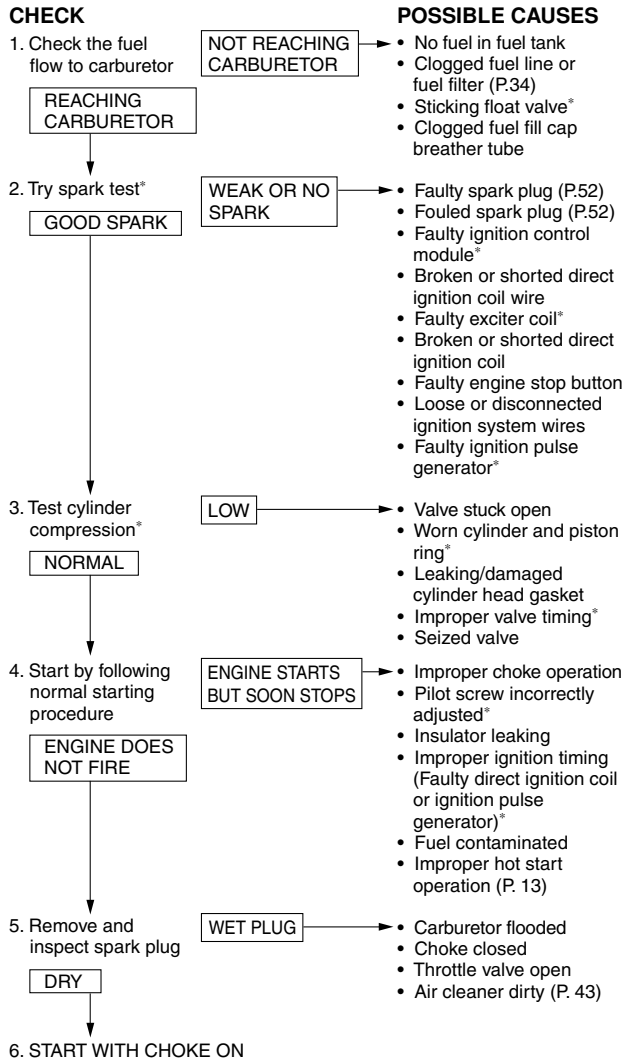 CHECK
POSSIBLE CAUSES
1. Check the fuel
flow to carburetor
NOT REACHING
CARBURETOR
• No fuel in fuel tank
• Clogged fuel line or
fuel filter (P.34)
• Sticking float valve*
• Clogged fuel fill cap
breather tube
REACHING
CARBURETOR
2. Try spark test*
WEAK OR NO
SPARK
• Faulty spark plug (P.52)
• Fouled spark plug (P.52)
• Faulty ignition control
module*
• Broken or shorted direct
ignition coil wire
• Faulty exciter coil*
• Broken or shorted direct
ignition coil
• Faulty engine stop button
• Loose or disconnected
ignition system wires
• Faulty ignition pulse
generator*
GOOD SPARK
3. Test cylinder
compression*
LOW
• Valve stuck open
• Worn cylinder and piston
ring*
• Leaking/damaged
cylinder head gasket
• Improper valve timing*
• Seized valve
NORMAL
4. Start by following
normal starting
procedure
ENGINE STARTS
BUT SOON STOPS
• Improper choke operation
• Pilot screw incorrectly
adjusted*
• Insulator leaking
• Improper ignition timing
(Faulty direct ignition coil
or ignition pulse
generator)*
• Fuel contaminated
• Improper hot start
operation (P. 13)
ENGINE DOES
NOT FIRE
5. Remove and
inspect spark plug
WET PLUG
• Carburetor flooded
• Choke closed
• Throttle valve open
• Air cleaner dirty (P. 43)
DRY
6. START WITH CHOKE ON